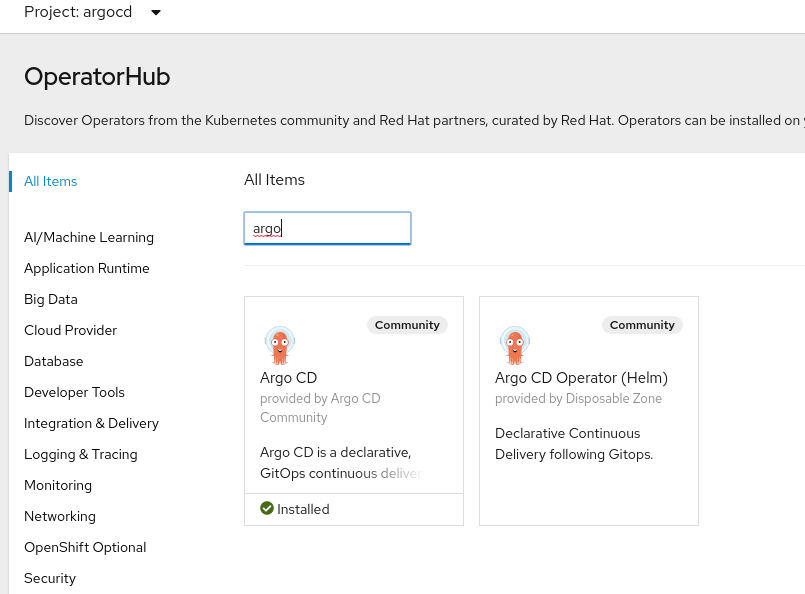 Project: argocd
OperatorHub
Discover Operators from the Kubernetes community and Red Hat partners, curated by Red Hat. Operators can be installed on
All Items
AI/Machine Learning
Application Runtime
Big Data
Cloud Provider
Database
Developer Tools
Integration & Delivery
Logging & Tracing
Monitoring
Networking
OpenShift Optional
Security
All Items
argo
Community
Argo CD
provided by Argo CD
Community
Argo CD is a declarative,
GitOps continuous deliver
Installed
Community
Argo CD Operator (Helm)
provided by Disposable Zone
Declarative Continuous
Delivery following Gitops.